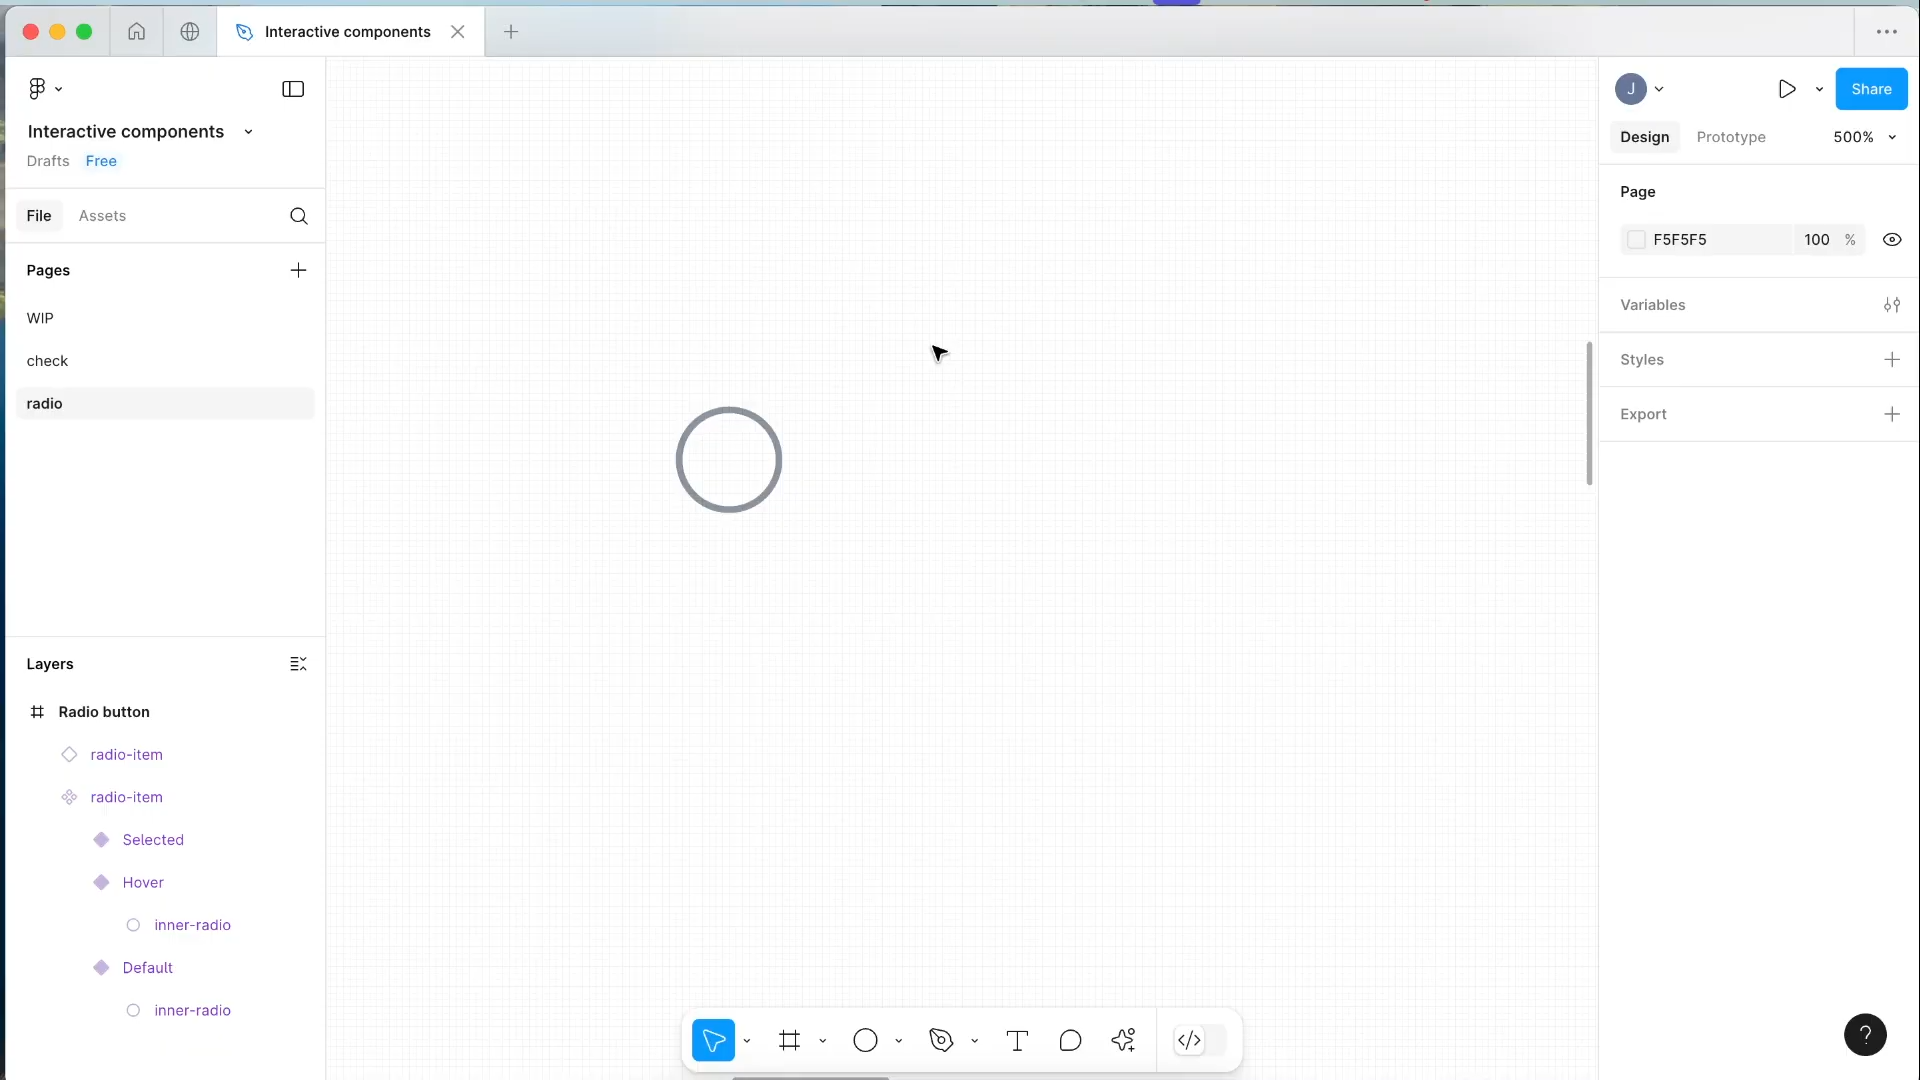 Interactive components
Interactive components
Drafts Free
File Assets
Pages
WIP
check
radio
Layers
Radio button
radio-item
radio-item
Selected
Hover
inner-radio
Default
inner-radio
J
Share
Design Prototype 500%
Page
F5F5F5 100 %
Variables
Styles
Export
?